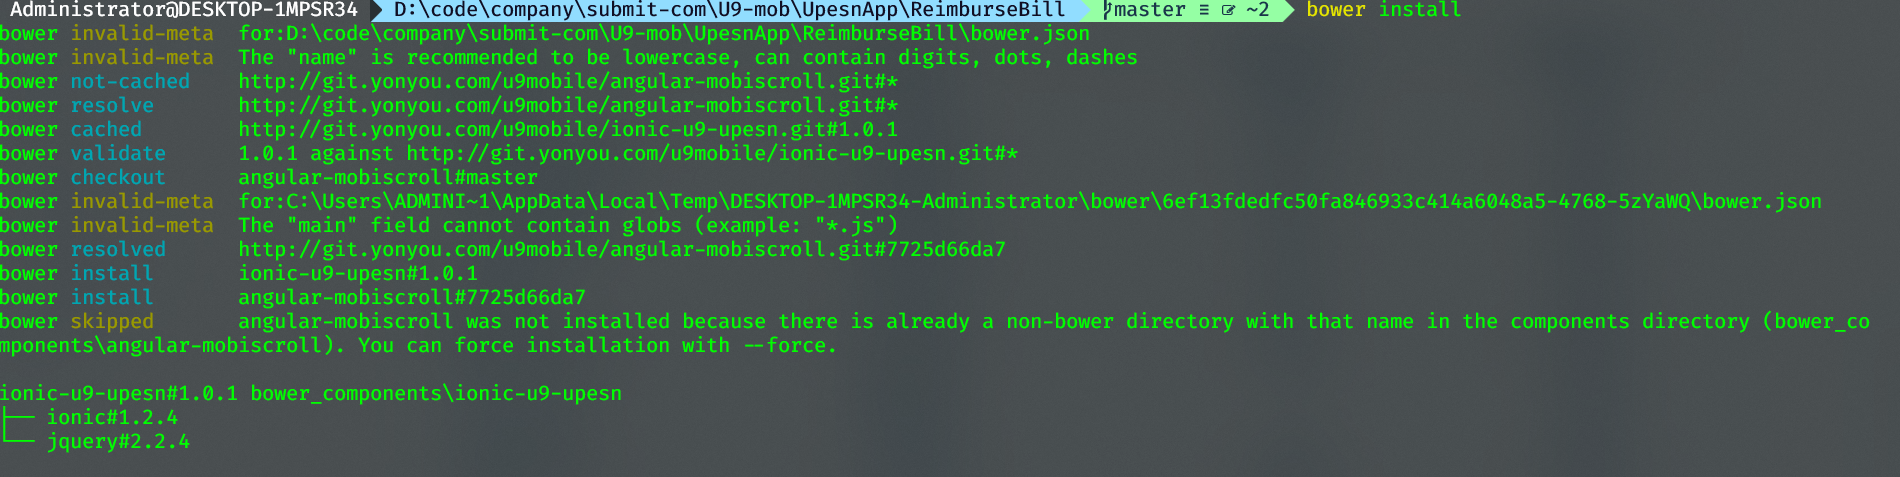 Administrator@DESKTOP-1MPSR34 D:\code\company\submit-com\U9-mob\UpesnApp\ReimburseBill master ≡ ~2 bower install
bower invalid-meta for:D:\code\company\submit-com\U9-mob\UpesnApp\ReimburseBill\bower.json
bower invalid-meta The "name" is recommended to be lowercase, can contain digits, dots, dashes
bower not-cached http://git.yonyou.com/u9mobile/angular-mobiscroll.git#*
bower resolve http://git.yonyou.com/u9mobile/angular-mobiscroll.git#*
bower cached http://git.yonyou.com/u9mobile/ionic-u9-upesn.git#1.0.1
bower validate 1.0.1 against http://git.yonyou.com/u9mobile/ionic-u9-upesn.git#*
bower checkout angular-mobiscroll#master
bower invalid-meta for:C:\Users\ADMINI~1\AppData\Local\Temp\DESKTOP-1MPSR34-Administrator\bower\6ef13fdedfc50fa846933c414a6048a5-4768-5zYaWQ\bower.json
bower invalid-meta The "main" field cannot contain globs (example: "*.js")
bower resolved http://git.yonyou.com/u9mobile/angular-mobiscroll.git#7725d66da7
bower install ionic-u9-upesn#1.0.1
bower install angular-mobiscroll#7725d66da7
bower skipped angular-mobiscroll was not installed because there is already a non-bower directory with that name in the components directory (bower_co
mponents\angular-mobiscroll). You can force installation with --force.
ionic-u9-upesn#1.0.1 bower_components\ionic-u9-upesn
├── ionic#1.2.4
└── jquery#2.2.4